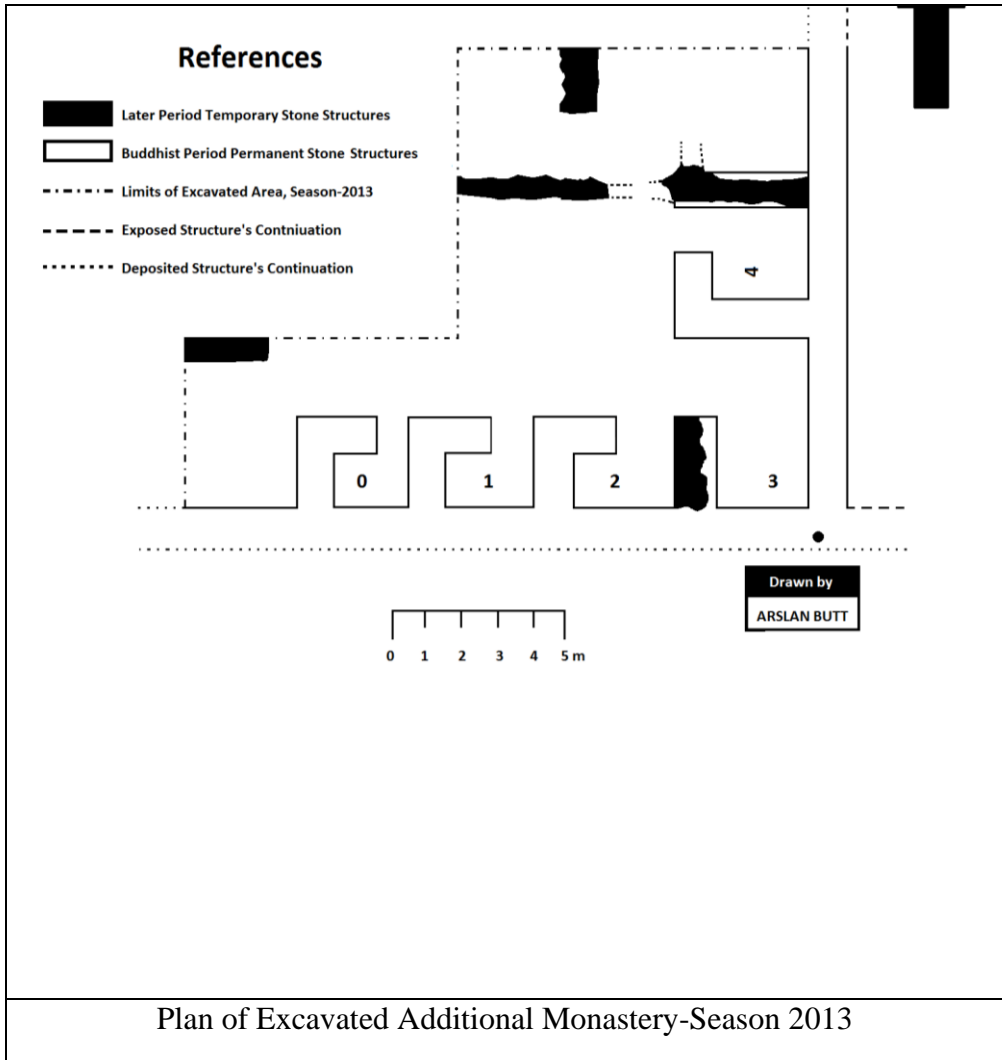 References
Later Period Temporary Stone Structures
Buddhist Period Permanent Stone Structures
Limits of Excavated Area, Season-2013
Exposed Structure's Contniuation
Deposited Structure's Continuation
4
0 1 2 3
Drawn by
ARSLAN BUTT
0 1 2 3 4 5 m
Plan of Excavated Additional Monastery-Season 2013